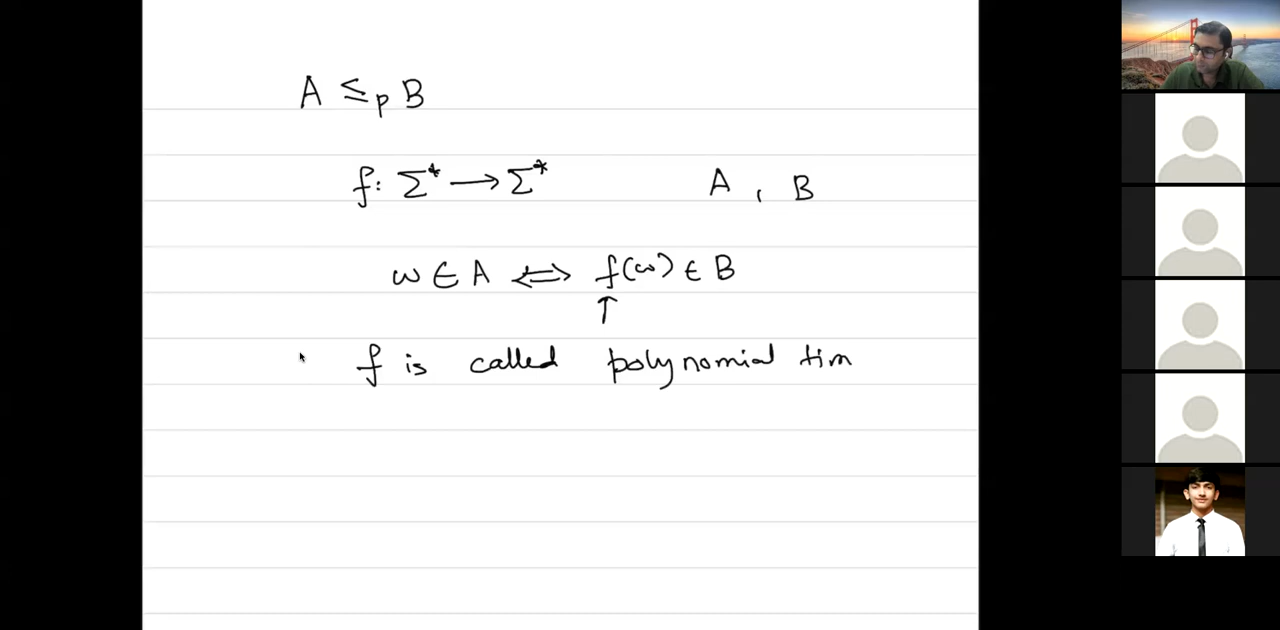 A ≤p B
f: Σ* → Σ* A , B
w ∈ A ⟺ f(w) ∈ B
↑
f is called polynomial tim